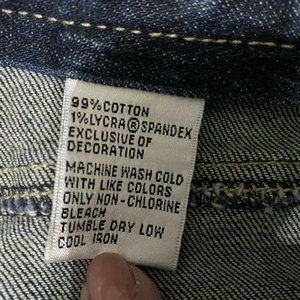 99% COTTON
1% LYCRA® SPANDEX
EXCLUSIVE OF
DECORATION
MACHINE WASH COLD
WITH LIKE COLORS
ONLY NON-CHLORINE
BLEACH
TUMBLE DRY LOW
COOL IRON